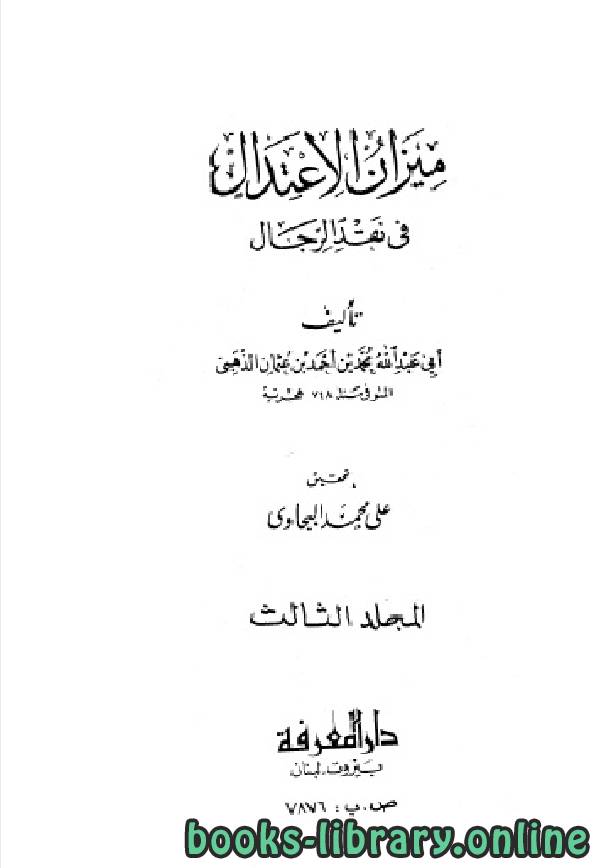 ميزان الاعتدال
في نقد الرجال
تأليف
أبي عبد الله محمد بن أحمد بن عثمان الذهبي
المتوفى سنة ٧٤٨ هجرية
تحقيق
علي محمد البجاوي
المجلد الثالث
دار المعرفة
بيروت. لبنان
ص.ب: ٧٨٧٦
books-library.online